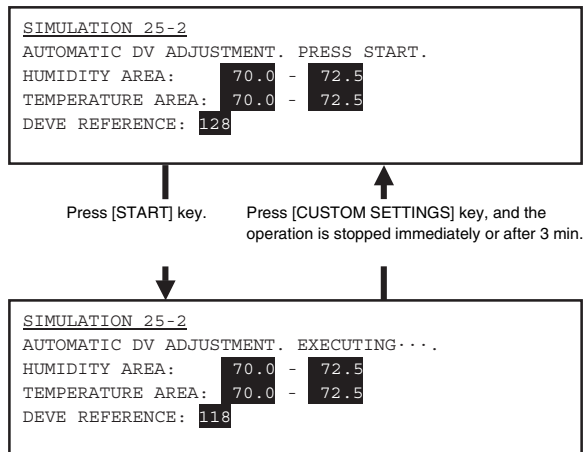 SIMULATION 25-2
AUTOMATIC DV ADJUSTMENT. PRESS START.
HUMIDITY AREA: 70.0 - 72.5
TEMPERATURE AREA: 70.0 - 72.5
DEVE REFERENCE: 128
Press [START] key.
Press [CUSTOM SETTINGS] key, and the
operation is stopped immediately or after 3 min.
SIMULATION 25-2
AUTOMATIC DV ADJUSTMENT. EXECUTING···.
HUMIDITY AREA: 70.0 - 72.5
TEMPERATURE AREA: 70.0 - 72.5
DEVE REFERENCE: 118